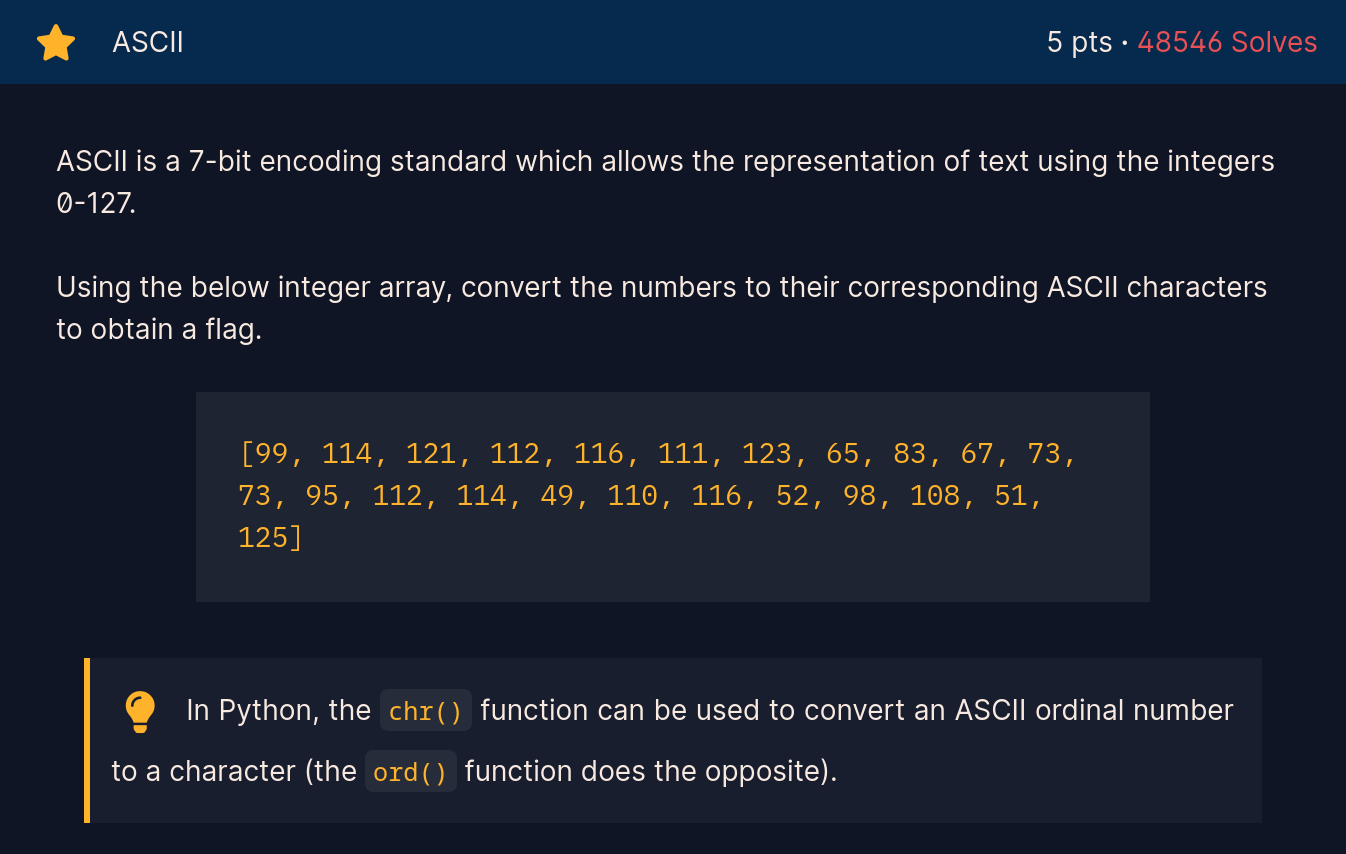 ASCII
5 pts · 48546 Solves
ASCII is a 7-bit encoding standard which allows the representation of text using the integers
0-127.
Using the below integer array, convert the numbers to their corresponding ASCII characters
to obtain a flag.
[99, 114, 121, 112, 116, 111, 123, 65, 83, 67, 73,
73, 95, 112, 114, 49, 110, 116, 52, 98, 108, 51,
125]
In Python, the chr() function can be used to convert an ASCII ordinal number
to a character (the ord() function does the opposite).